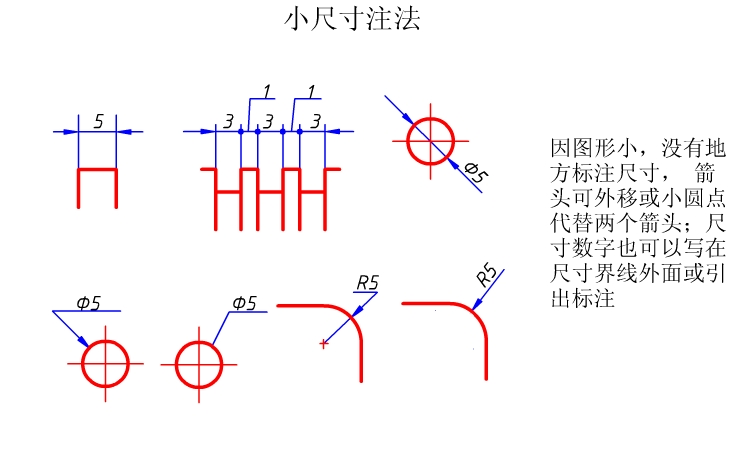 小尺寸注法
1 1
5 3 3 3
Φ5
因图形小，没有地
方标注尺寸， 箭
头可外移或小圆点
代替两个箭头；尺
寸数字也可以写在
尺寸界线外面或引
出标注
Φ5 Φ5 R5 R5